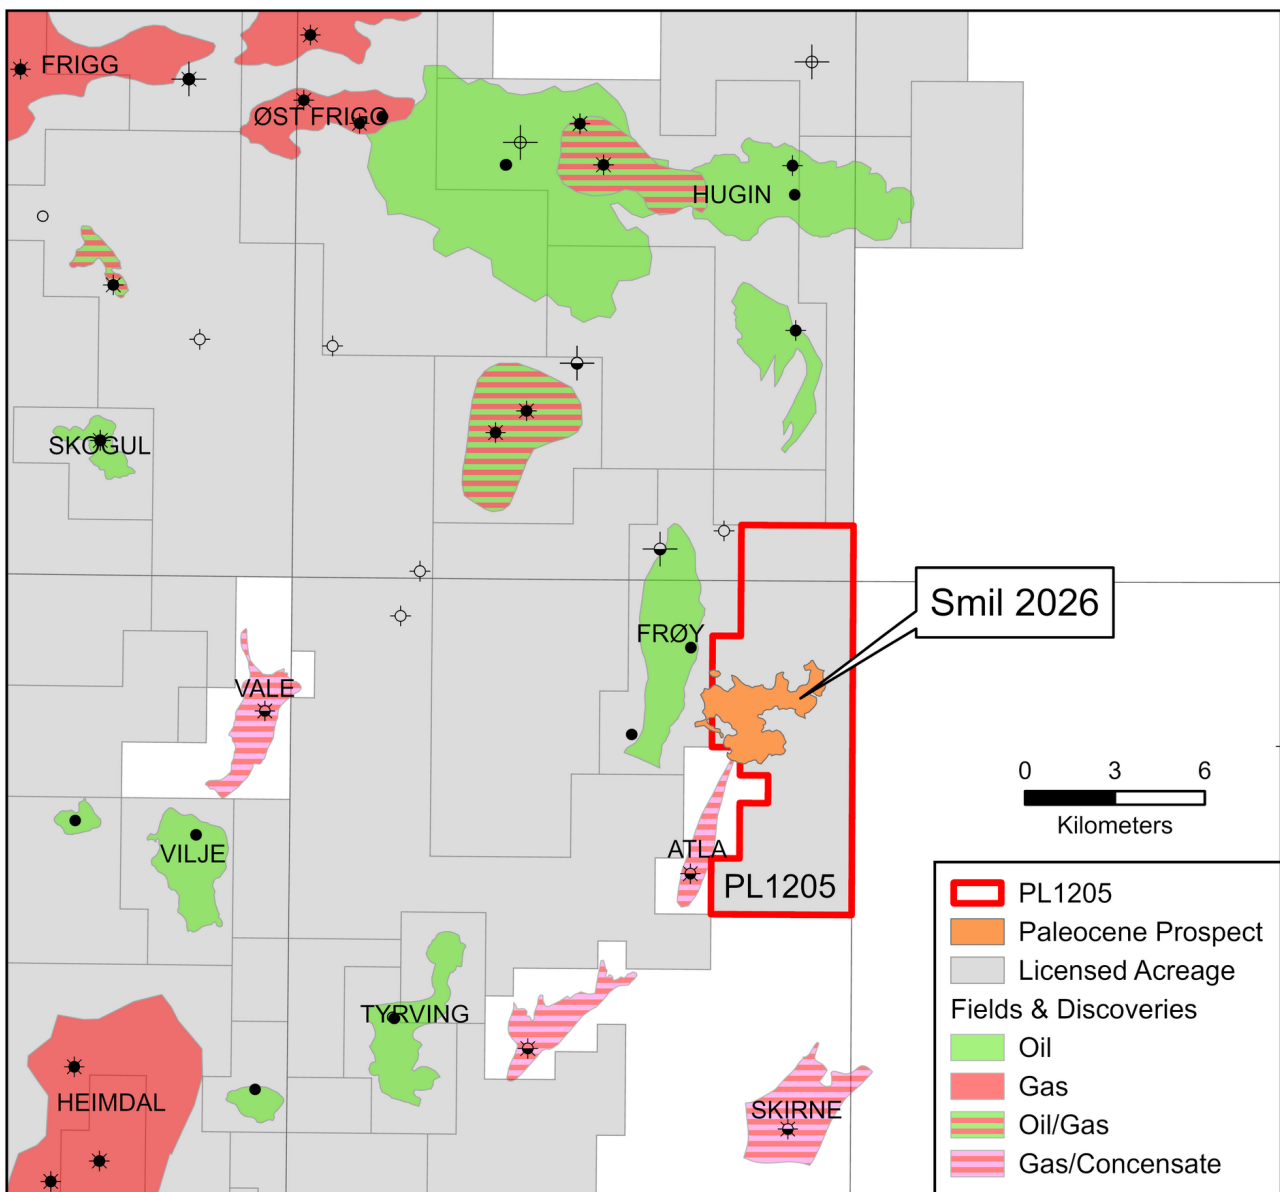 FRIGG
ØST FRIGG
HUGIN
SKOGUL
Smil 2026
FRØY
VALE
0 3 6
Kilometers
VILJE
ATLA
PL1205
TYRVING
HEIMDAL
SKIRNE
PL1205
Paleocene Prospect
Licensed Acreage
Fields & Discoveries
Oil
Gas
Oil/Gas
Gas/Concensate